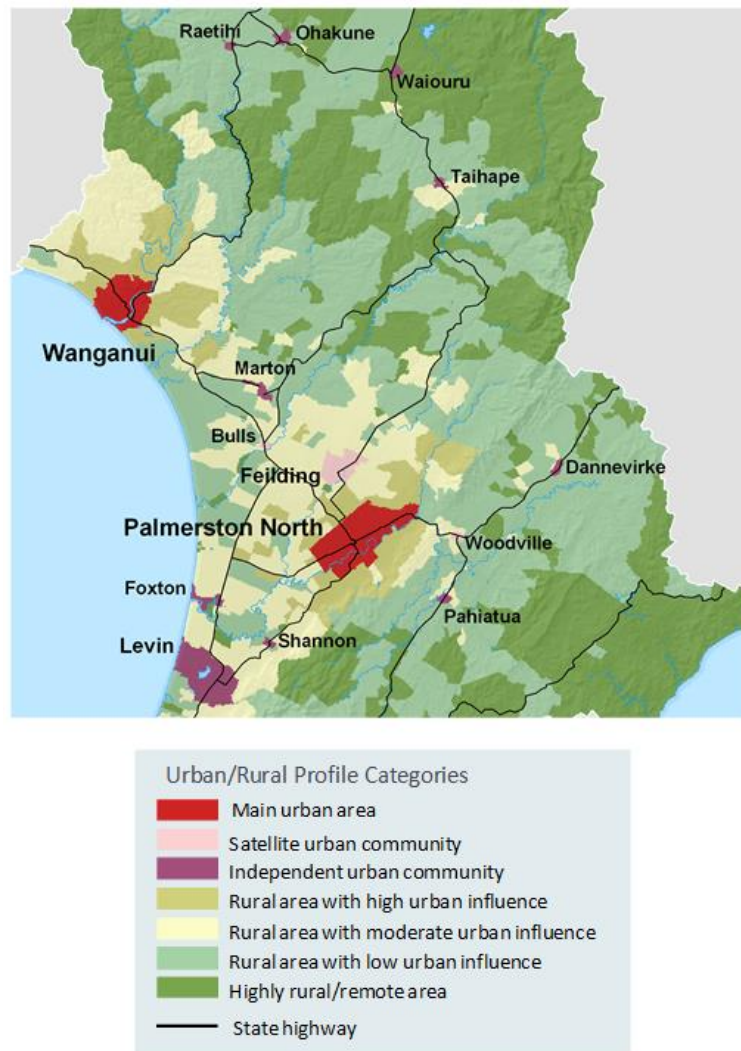 Raetihi
Ohakune
Waiouru
Taihape
Wanganui
Marton
Bulls
Feilding
Dannevirke
Palmerston North
Woodville
Foxton
Pahiatua
Levin
Shannon
Urban/Rural Profile Categories
Main urban area
Satellite urban community
Independent urban community
Rural area with high urban influence
Rural area with moderate urban influence
Rural area with low urban influence
Highly rural/remote area
State highway